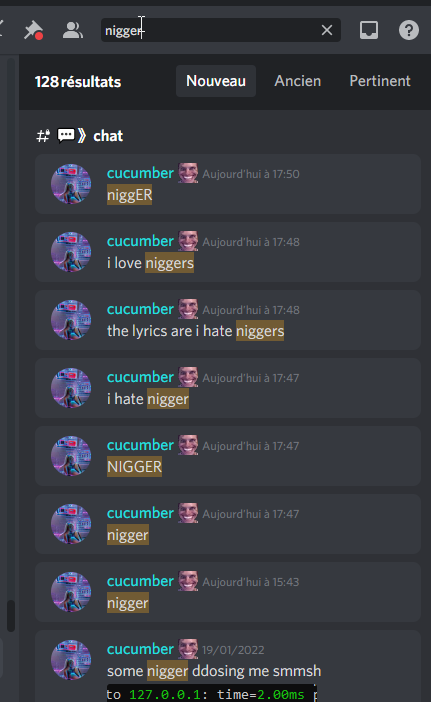 nigger
128 résultats
Nouveau Ancien Pertinent
chat
cucumber Aujourd'hui à 17:50
niggER
cucumber Aujourd'hui à 17:48
i love niggers
cucumber Aujourd'hui à 17:48
the lyrics are i hate niggers
cucumber Aujourd'hui à 17:47
i hate nigger
cucumber Aujourd'hui à 17:47
NIGGER
cucumber Aujourd'hui à 17:47
nigger
cucumber Aujourd'hui à 15:43
nigger
cucumber 19/01/2022
some nigger ddosing me smmsh
to 127.0.0.1: time=2.00ms